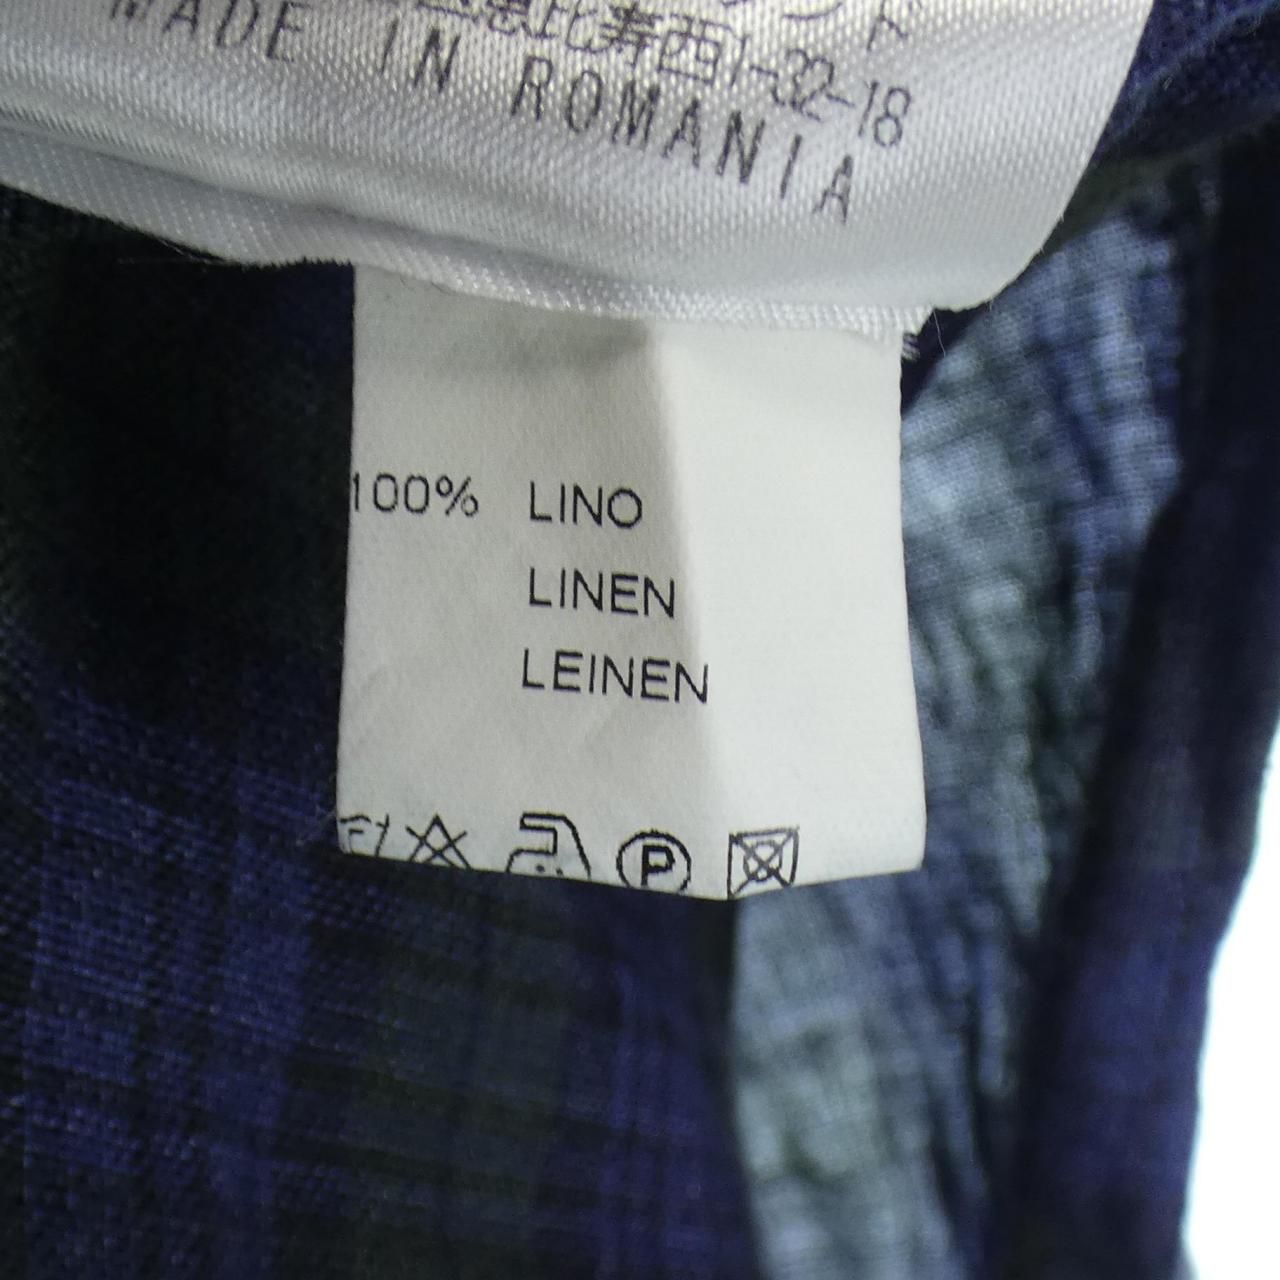 恵比寿西1-32-18
MADE IN ROMANIA
100% LINO
LINEN
LEINEN
P